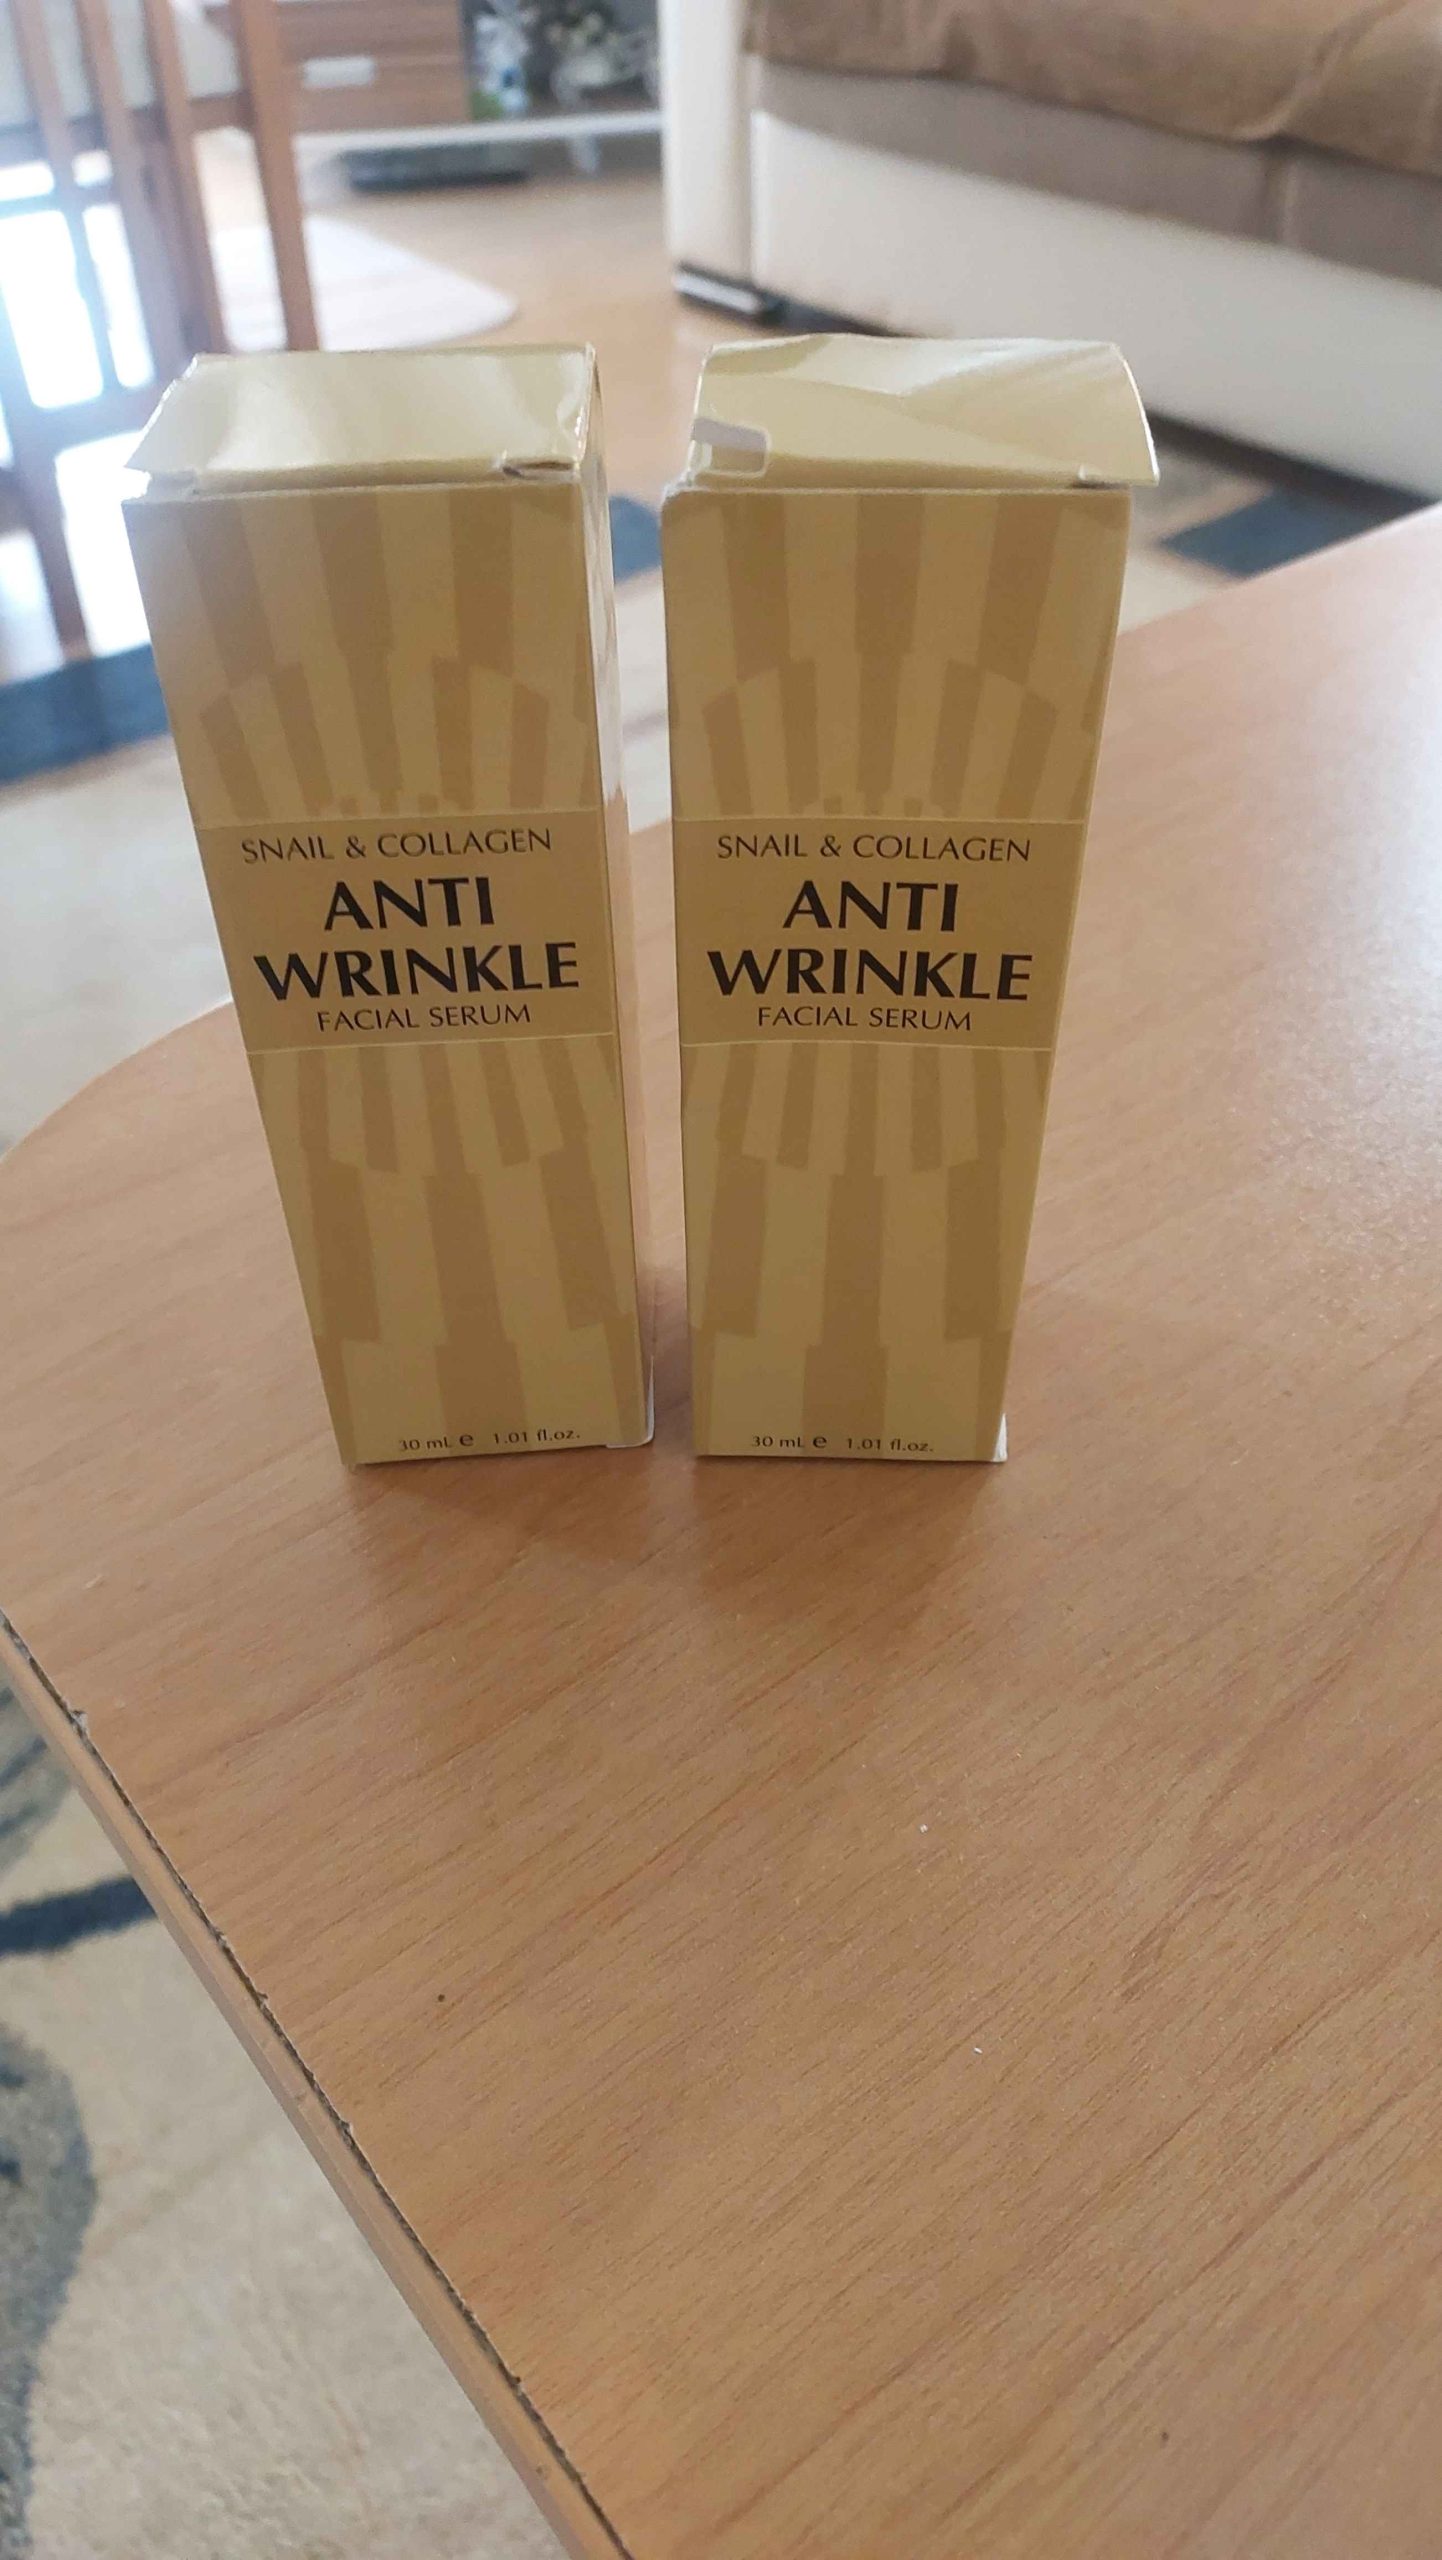 SNAIL & COLLAGEN
ANTI
WRINKLE
FACIAL SERUM
30 mL e 1.01 fl.oz.
SNAIL & COLLAGEN
ANTI
WRINKLE
FACIAL SERUM
30 mL e 1.01 fl.oz.